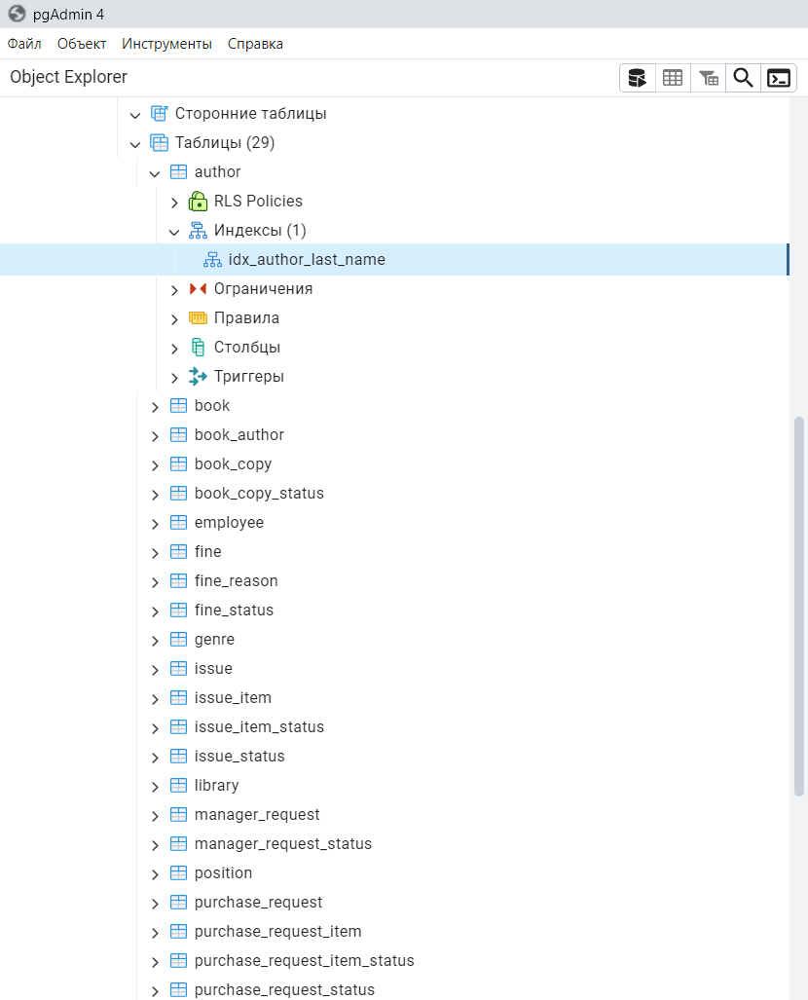 pgAdmin 4
Файл Объект Инструменты Справка
Object Explorer
Сторонние таблицы
Таблицы (29)
author
RLS Policies
Индексы (1)
idx_author_last_name
Ограничения
Правила
Столбцы
Триггеры
book
book_author
book_copy
book_copy_status
employee
fine
fine_reason
fine_status
genre
issue
issue_item
issue_item_status
issue_status
library
manager_request
manager_request_status
position
purchase_request
purchase_request_item
purchase_request_item_status
purchase_request_status